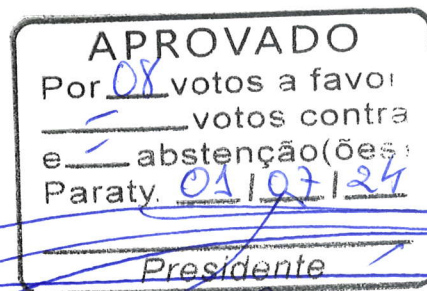 APROVADO
Por 08 votos a favor
- votos contra
e - abstenção(ões)
Paraty. 01 / 07 / 24
Presidente